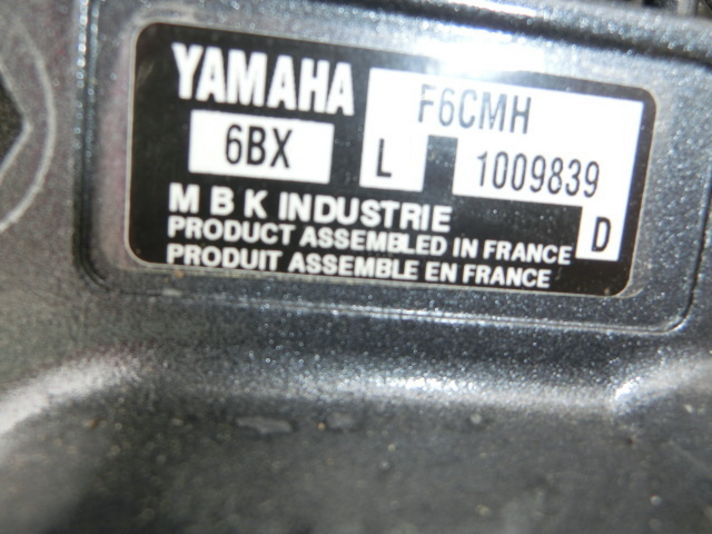 YAMAHA F6CMH
6BX L 1009839
M B K INDUSTRIE D
PRODUCT ASSEMBLED IN FRANCE
PRODUIT ASSEMBLE EN FRANCE